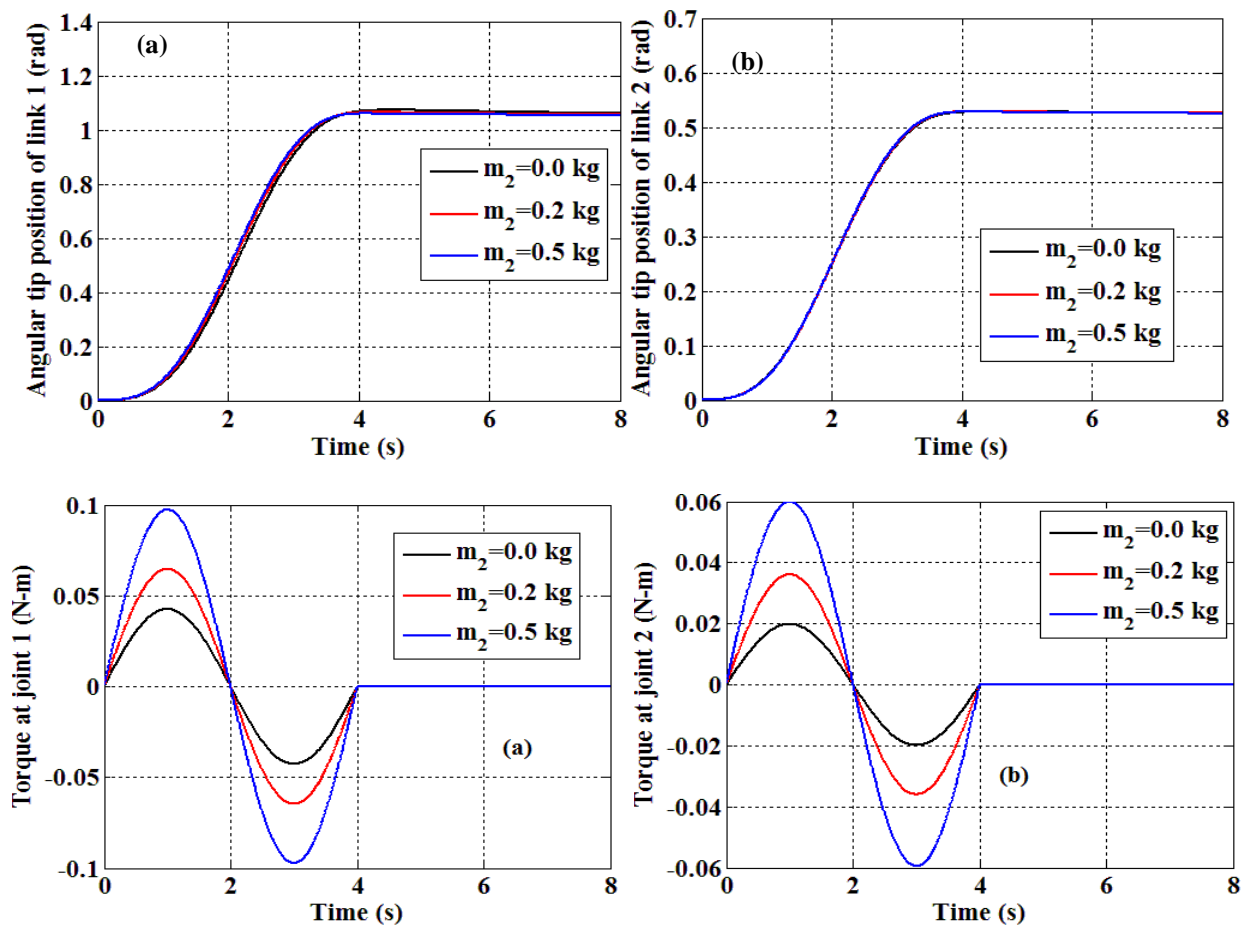 (a)
Angular tip position of link 1 (rad)
1.4
1.2
1
0.8
0.6
0.4
0.2
0
m2=0.0 kg
m2=0.2 kg
m2=0.5 kg
0 2 4 6 8
Time (s)
(b)
Angular tip position of link 2 (rad)
0.7
0.6
0.5
0.4
0.3
0.2
0.1
0
m2=0.0 kg
m2=0.2 kg
m2=0.5 kg
0 2 4 6 8
Time (s)
Torque at joint 1 (N-m)
0.1
0.05
0
-0.05
-0.1
m2=0.0 kg
m2=0.2 kg
m2=0.5 kg
(a)
0 2 4 6 8
Time (s)
Torque at joint 2 (N-m)
0.06
0.04
0.02
0
-0.02
-0.04
-0.06
m2=0.0 kg
m2=0.2 kg
m2=0.5 kg
(b)
0 2 4 6 8
Time (s)